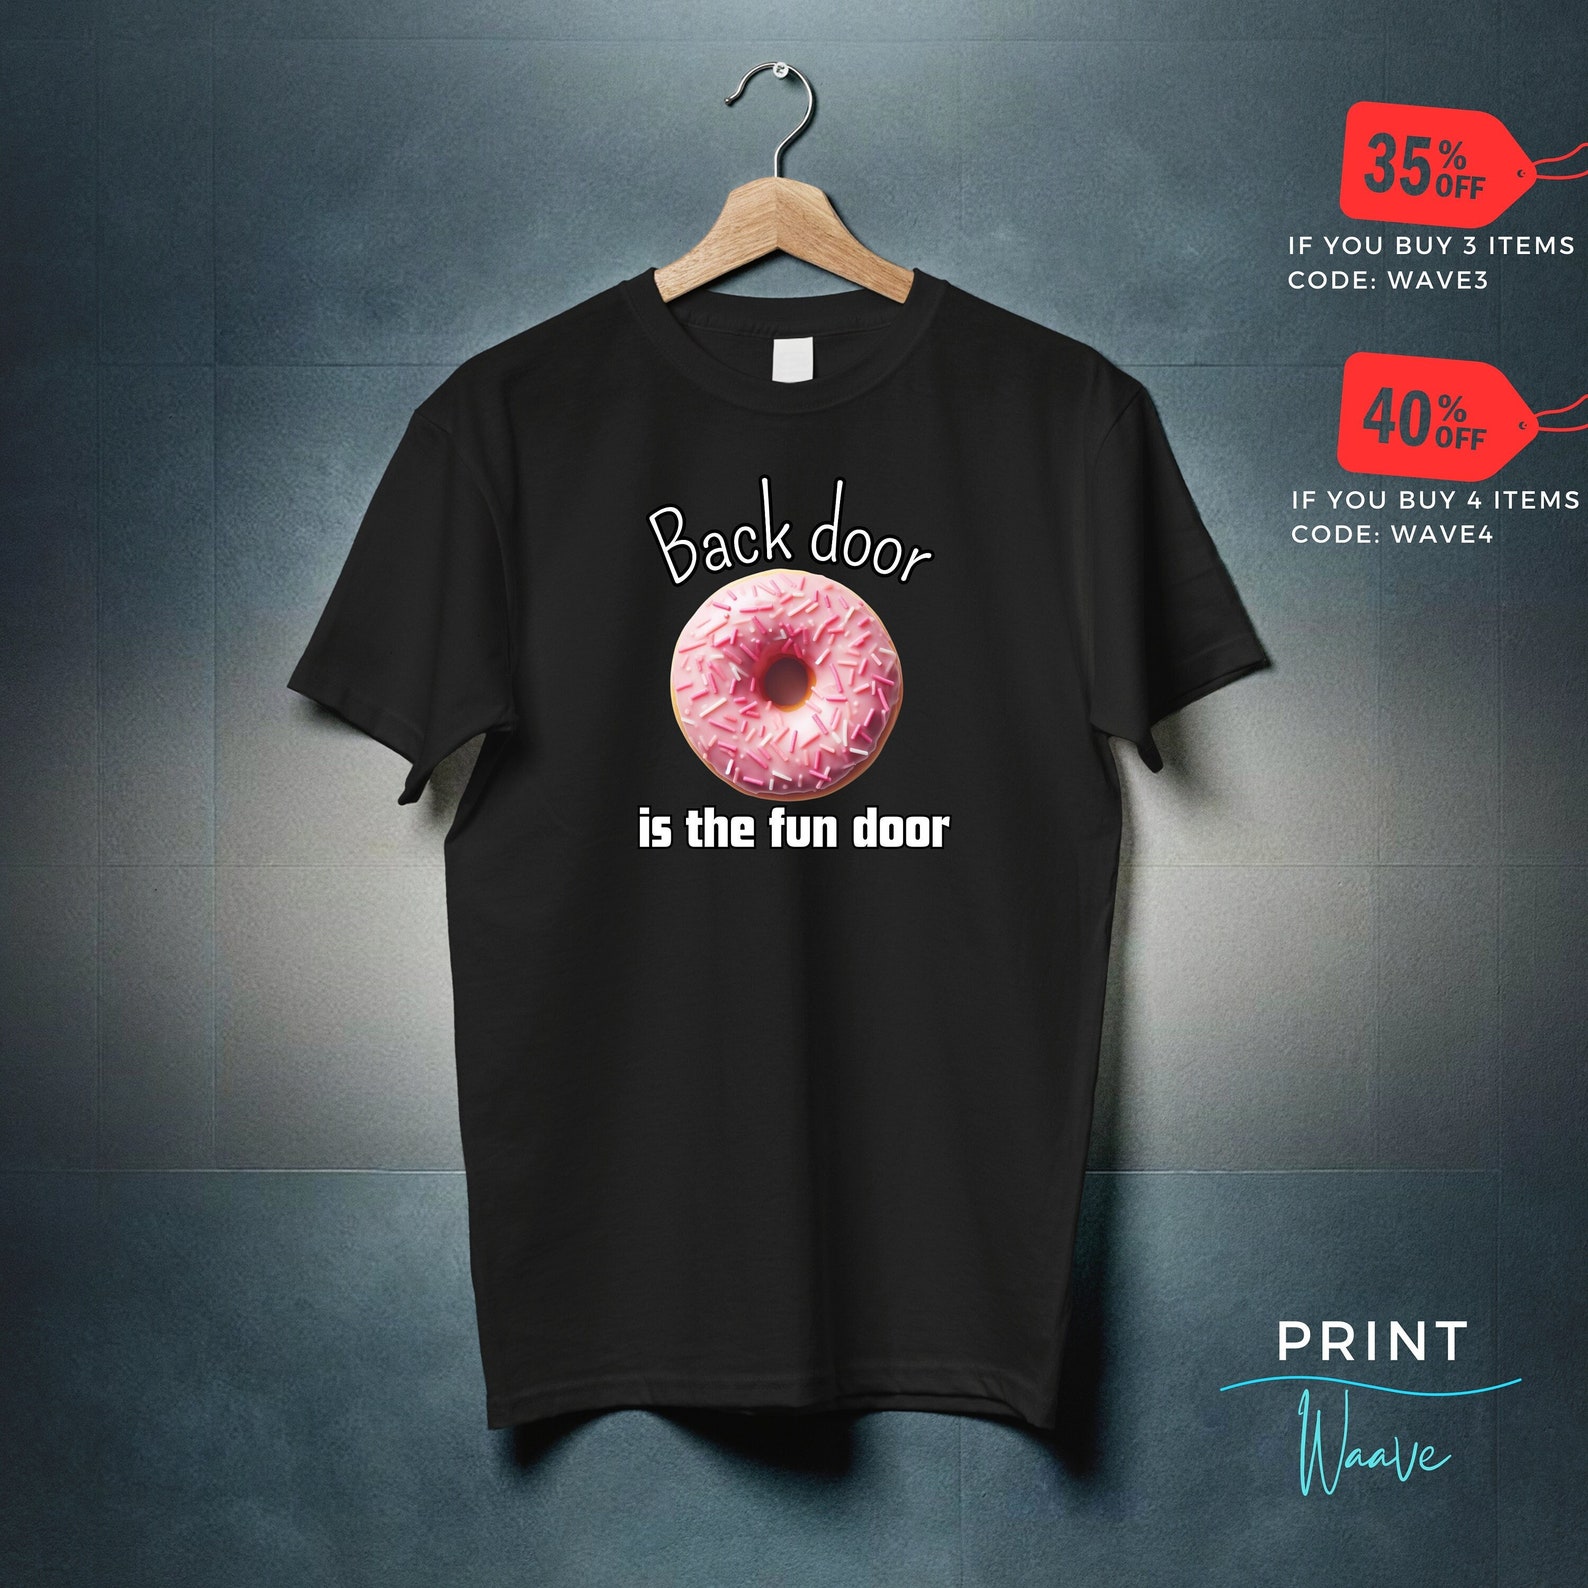 Back door
is the fun door
35% OFF
IF YOU BUY 3 ITEMS
CODE: WAVE3
40% OFF
IF YOU BUY 4 ITEMS
CODE: WAVE4
PRINT
Waave